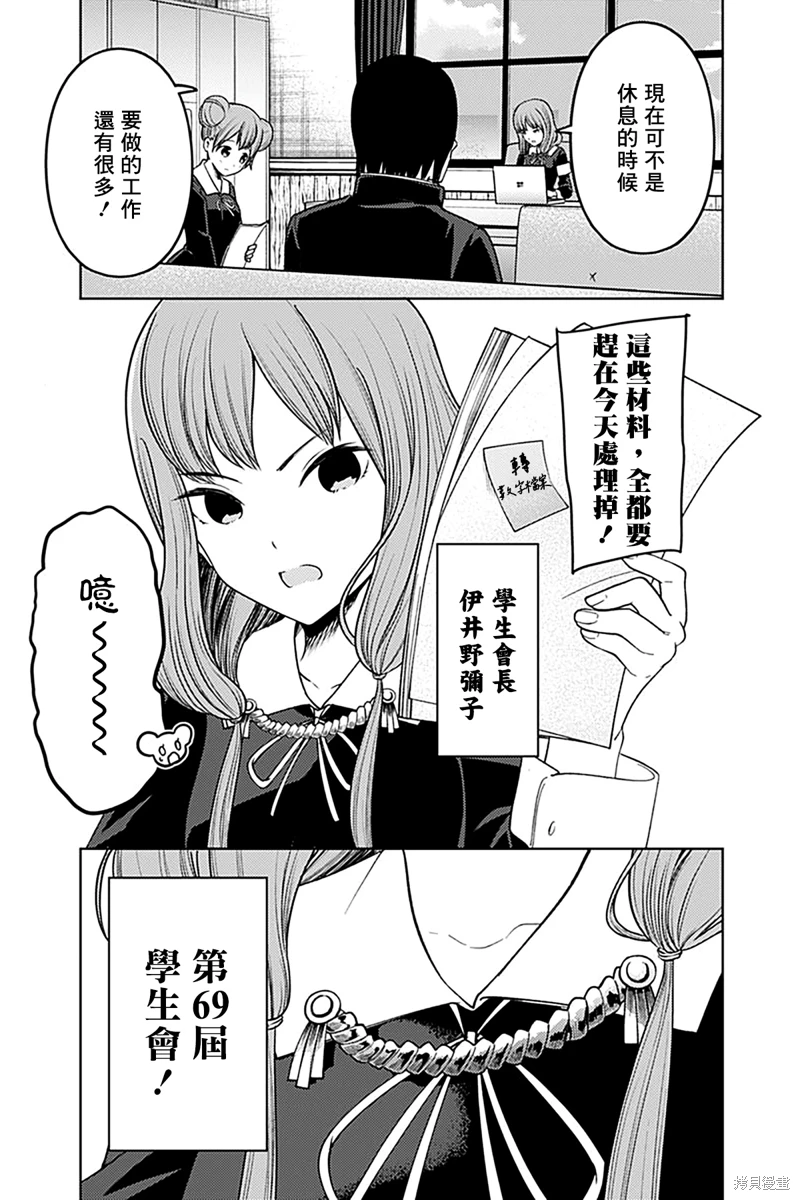 現在可不是
休息的時候
要做的工作
還有很多！
這些材料，全都要
趕在今天處理掉！
轉
學生會長
伊井野彌子
噫～～～～～
第69屆
學生會！
拷貝漫畫